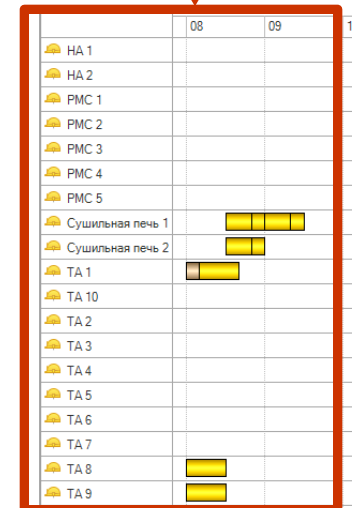 08 09 1
НА 1
НА 2
РМС 1
РМС 2
РМС 3
РМС 4
РМС 5
Сушильная печь 1
Сушильная печь 2
ТА 1
ТА 10
ТА 2
ТА 3
ТА 4
ТА 5
ТА 6
ТА 7
ТА 8
ТА 9